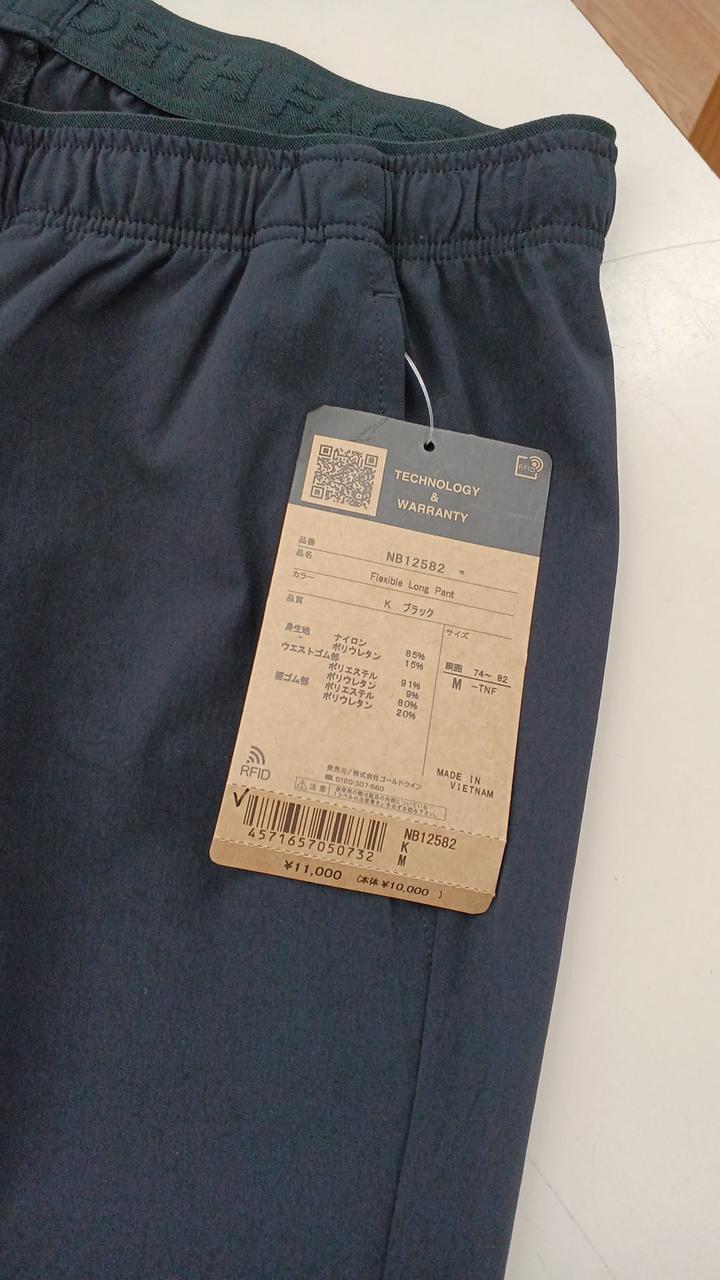 ORTH FAC
RFID
TECHNOLOGY
&
WARRANTY
品番 NB12582
品名 Flexible Long Pant
カラー K ブラック
品質
サイズ
身生地
ナイロン 85%
ポリウレタン 15%
ウエストゴム部
ポリエステル 91%
ポリウレタン 9%
裾ゴム部
ポリエステル 80%
ポリウレタン 20%
胴囲 74~ 82
M -TNF
RFID
発売元/株式会社ゴールドウイン
0120-307-560
MADE IN
VIETNAM
注意
4571657050732
NB12582
K
M
¥11,000 (本体 ¥10,000 )